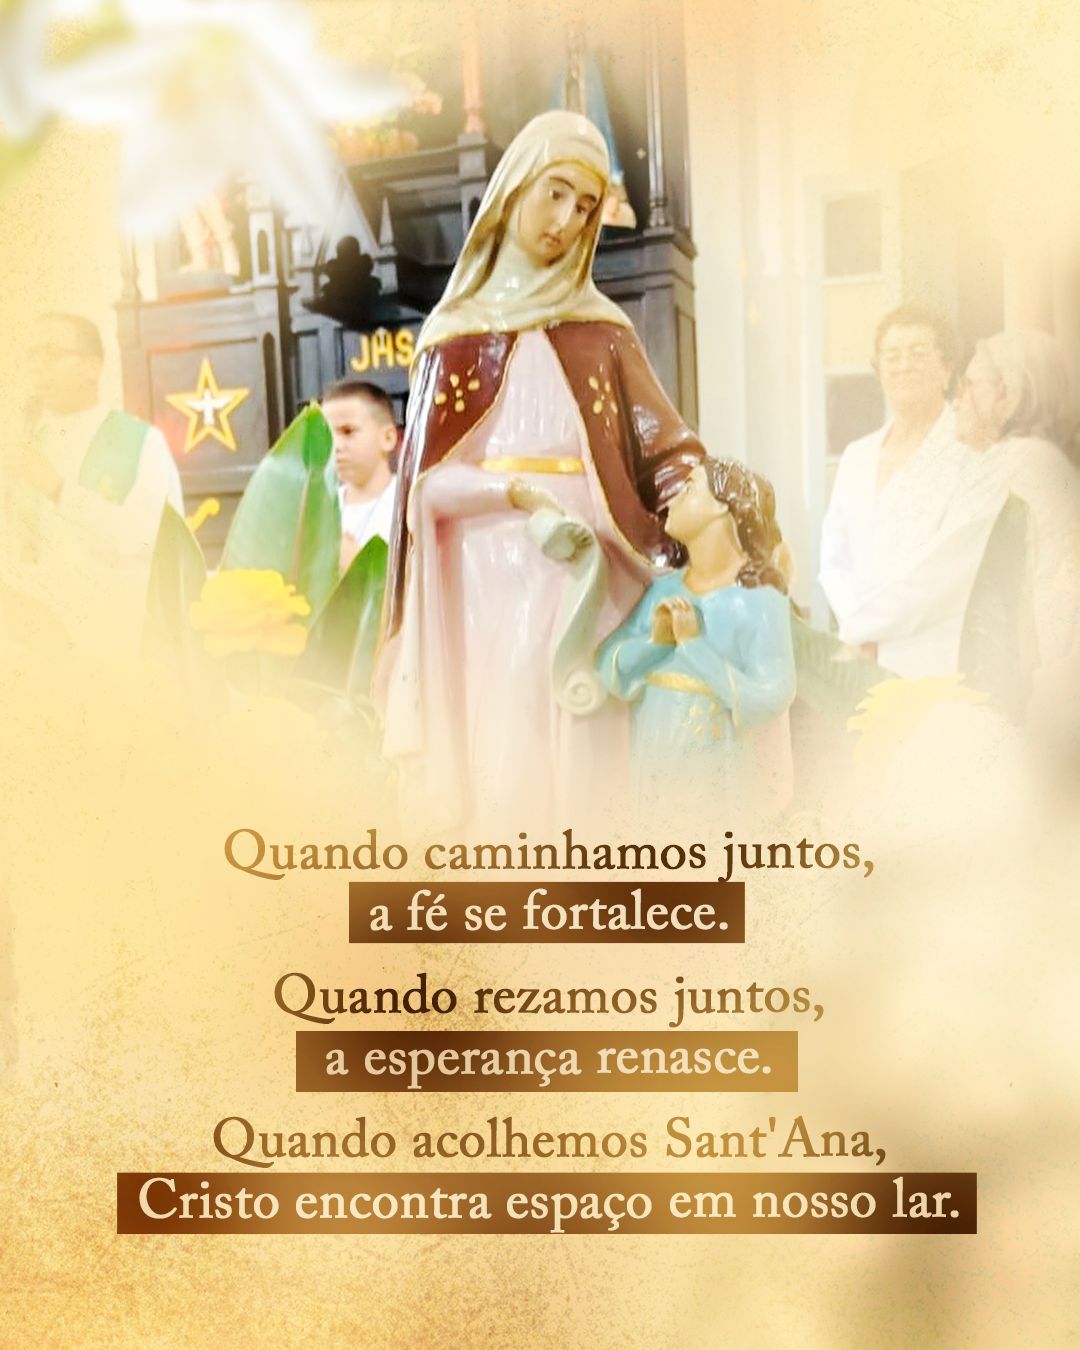 JHS
Quando caminhamos juntos,
a fé se fortalece.
Quando rezamos juntos,
a esperança renasce.
Quando acolhemos Sant'Ana,
Cristo encontra espaço em nosso lar.